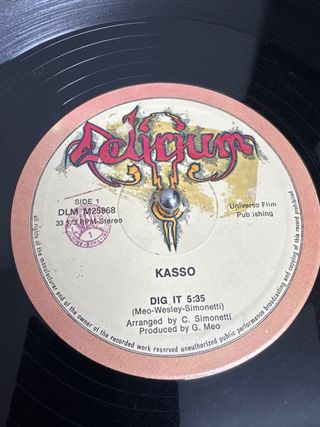 Delirium
SIDE 1
DLM M25968
33 1/3 RPM-Stereo
Universo Film
Publishing
1
KASSO
DIG IT 5:35
(Meo-Wesley-Simonetti)
Arranged by C. Simonetti
Produced by G. Meo
all rights of the manufacturer and of the owner of the recorded work reserved unauthorized public performance broadcasting and copying of this record prohibited